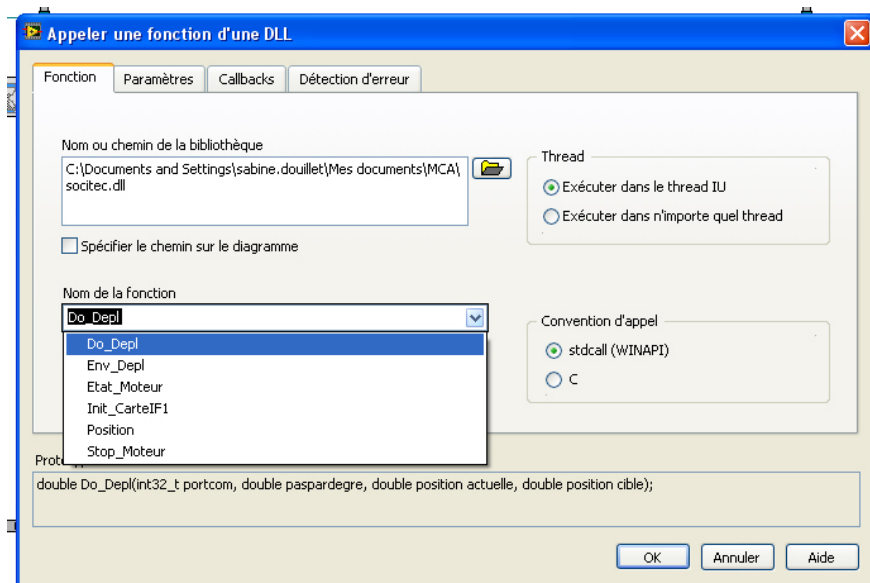 Appeler une fonction d'une DLL
Fonction Paramètres Callbacks Détection d'erreur
Nom ou chemin de la bibliothèque
C:\Documents and Settings\sabine.douillet\Mes documents\MCA\
socitec.dll
Spécifier le chemin sur le diagramme
Thread
Exécuter dans le thread IU
Exécuter dans n'importe quel thread
Nom de la fonction
Do_Depl
Do_Depl
Env_Depl
Etat_Moteur
Init_CarteIF1
Position
Stop_Moteur
Convention d'appel
stdcall (WINAPI)
C
double Do_Depl(int32_t portcom, double paspardegre, double position actuelle, double position cible);
OK Annuler Aide